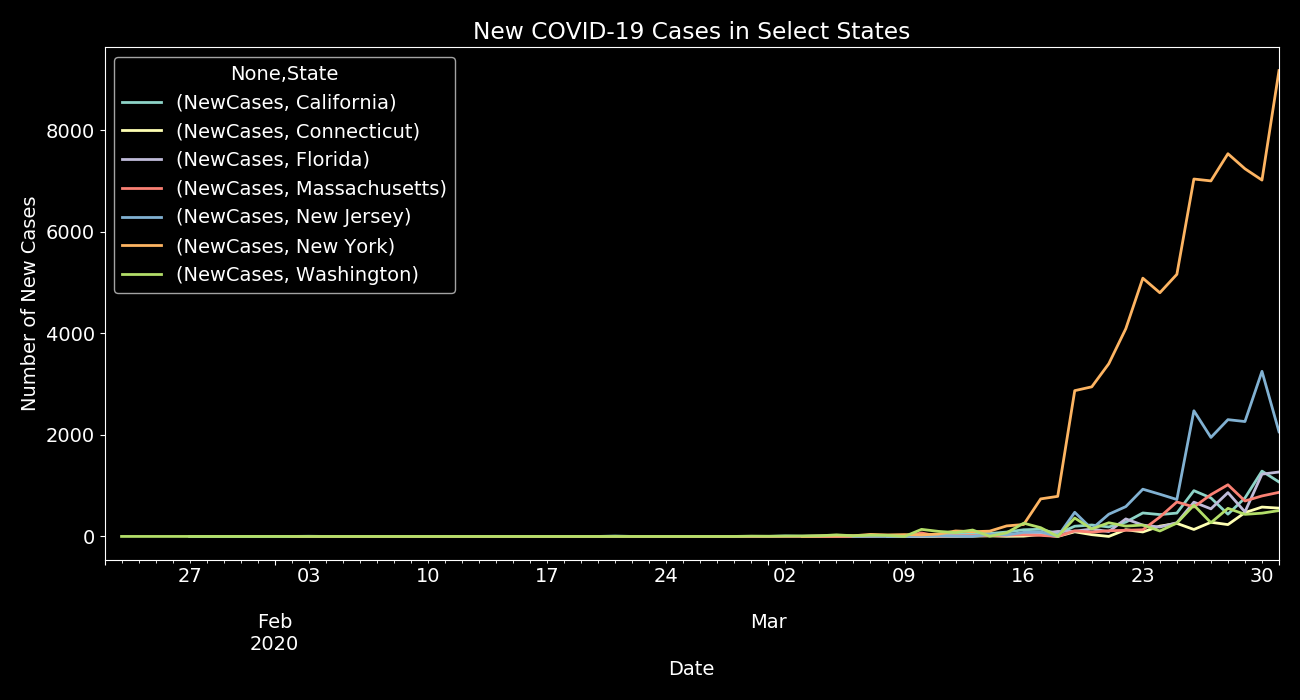 New COVID-19 Cases in Select States
None,State
(NewCases, California)
(NewCases, Connecticut)
(NewCases, Florida)
(NewCases, Massachusetts)
(NewCases, New Jersey)
(NewCases, New York)
(NewCases, Washington)
Number of New Cases
8000
6000
4000
2000
0
27 03 10 17 24 02 09 16 23 30
Feb Mar
2020
Date